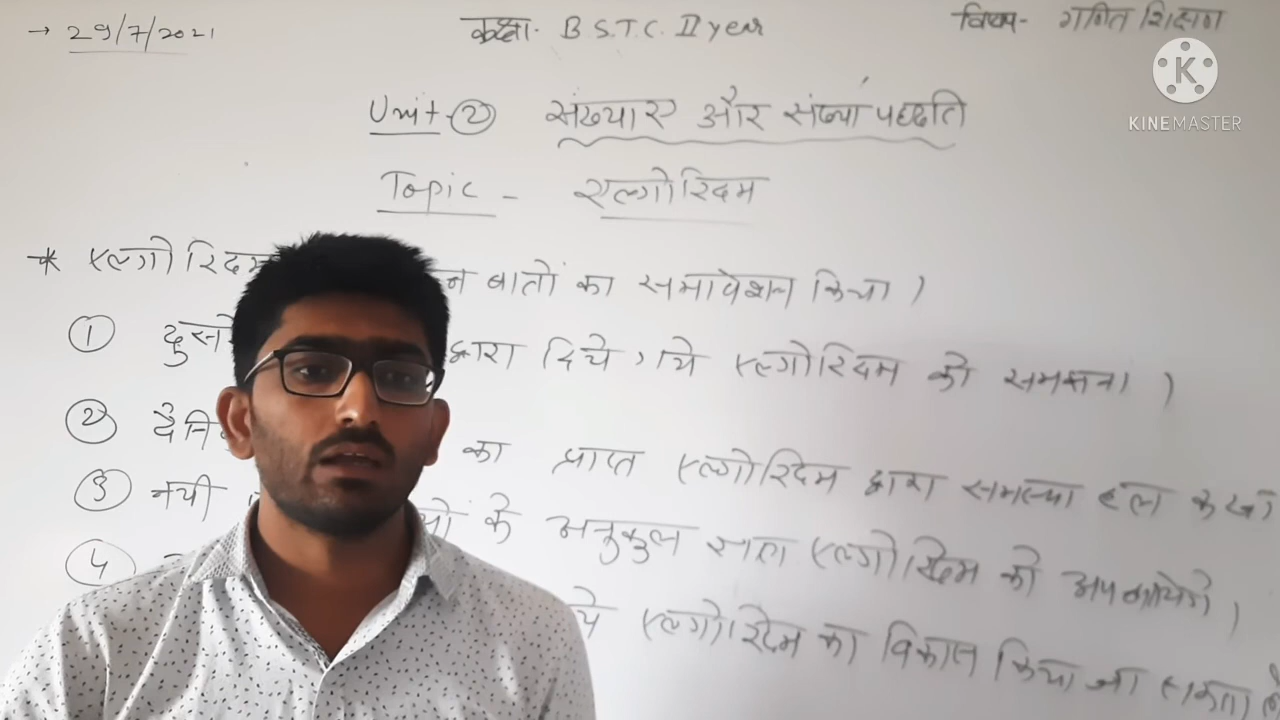 → 29/7/2021 कक्षा- B.S.T.C. II year विषय- गणित शिक्षण
K
KINEMASTER
Unit-② संख्याए और संख्या पद्धति
Topic - एल्गोरिदम
* एल्गोरिदम बातों का समावेशन किया।
① द्वारा दिये गये एल्गोरिदम को समझना।
② का प्राप्त एल्गोरिदम द्वारा समस्या हल करना
③ नयी के अनुकुल एल्गोरिदम को अपनायेगे।
④ एल्गोरिदम का विकास किया जा सकता है